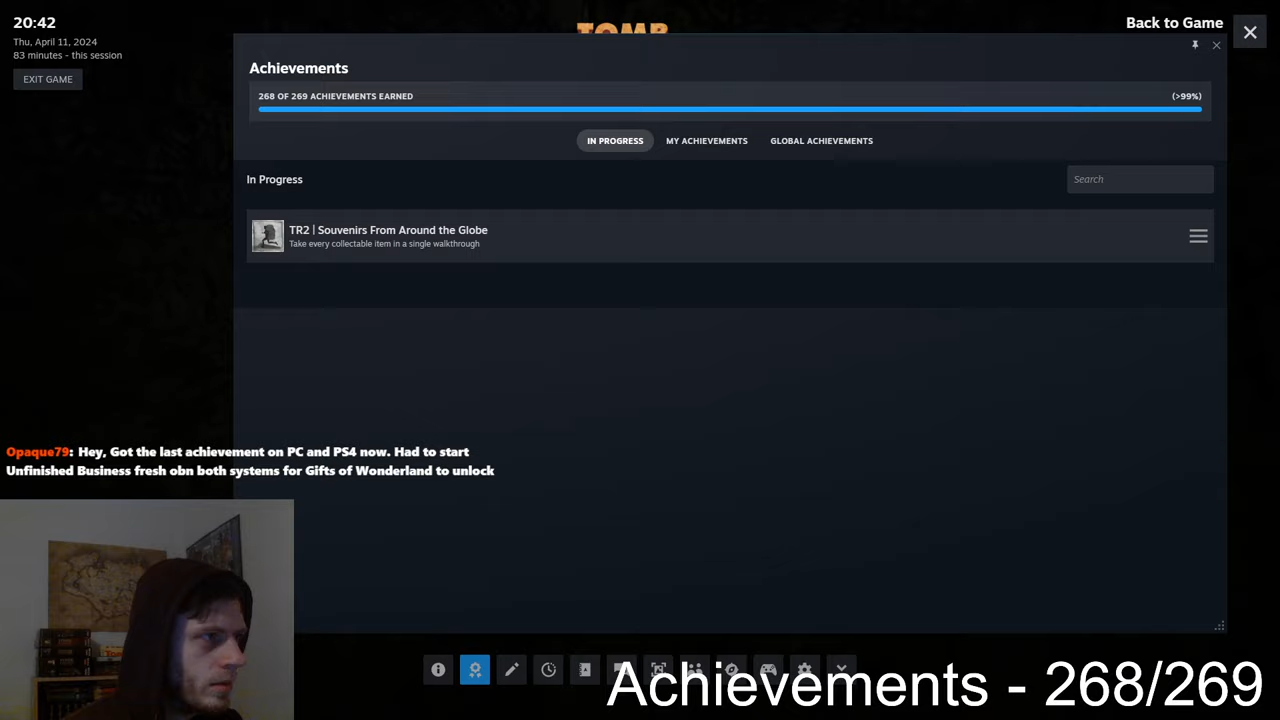 20:42
Thu, April 11, 2024
83 minutes - this session
EXIT GAME
TOMB
Back to Game
Achievements
268 OF 269 ACHIEVEMENTS EARNED
(>99%)
IN PROGRESS
MY ACHIEVEMENTS
GLOBAL ACHIEVEMENTS
In Progress
Search
TR2 | Souvenirs From Around the Globe
Take every collectable item in a single walkthrough
Opaque79: Hey, Got the last achievement on PC and PS4 now. Had to start
Unfinished Business fresh obn both systems for Gifts of Wonderland to unlock
Achievements - 268/269